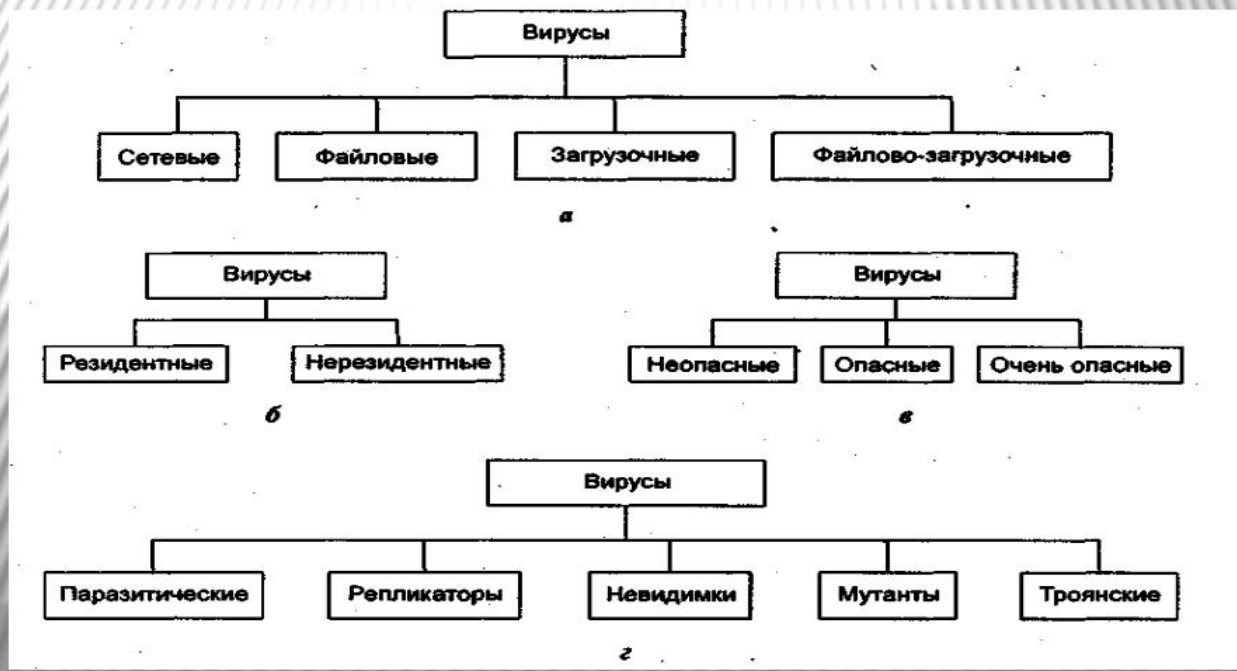 Вирусы
Сетевые Файловые Загрузочные Файлово-загрузочные
а
Вирусы Вирусы
Резидентные Нерезидентные Неопасные Опасные Очень опасные
б в
Вирусы
Паразитические Репликаторы Невидимки Мутанты Троянские
г